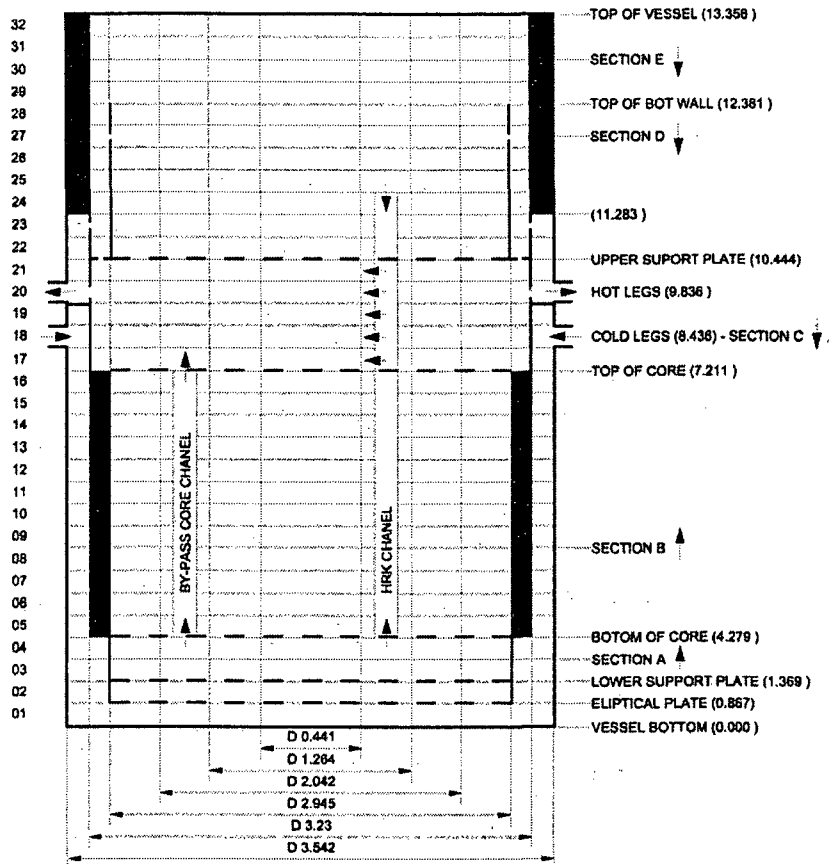 32
31
30
29
28
27
26
25
24
23
22
21
20
19
18
17
16
15
14
13
12
11
10
09
08
07
06
05
04
03
02
01
TOP OF VESSEL (13.358 )
SECTION E
TOP OF BOT WALL (12.381 )
SECTION D
(11.283 )
UPPER SUPORT PLATE (10.444)
HOT LEGS (9.836 )
COLD LEGS (8.436) - SECTION C
TOP OF CORE (7.211 )
BY-PASS CORE CHANEL
HRK CHANEL
SECTION B
BOTOM OF CORE (4.279 )
SECTION A
LOWER SUPPORT PLATE (1.369 )
ELIPTICAL PLATE (0.867)
VESSEL BOTTOM (0.000)
D 0.441
D 1.264
D 2.042
D 2.945
D 3.23
D 3.542